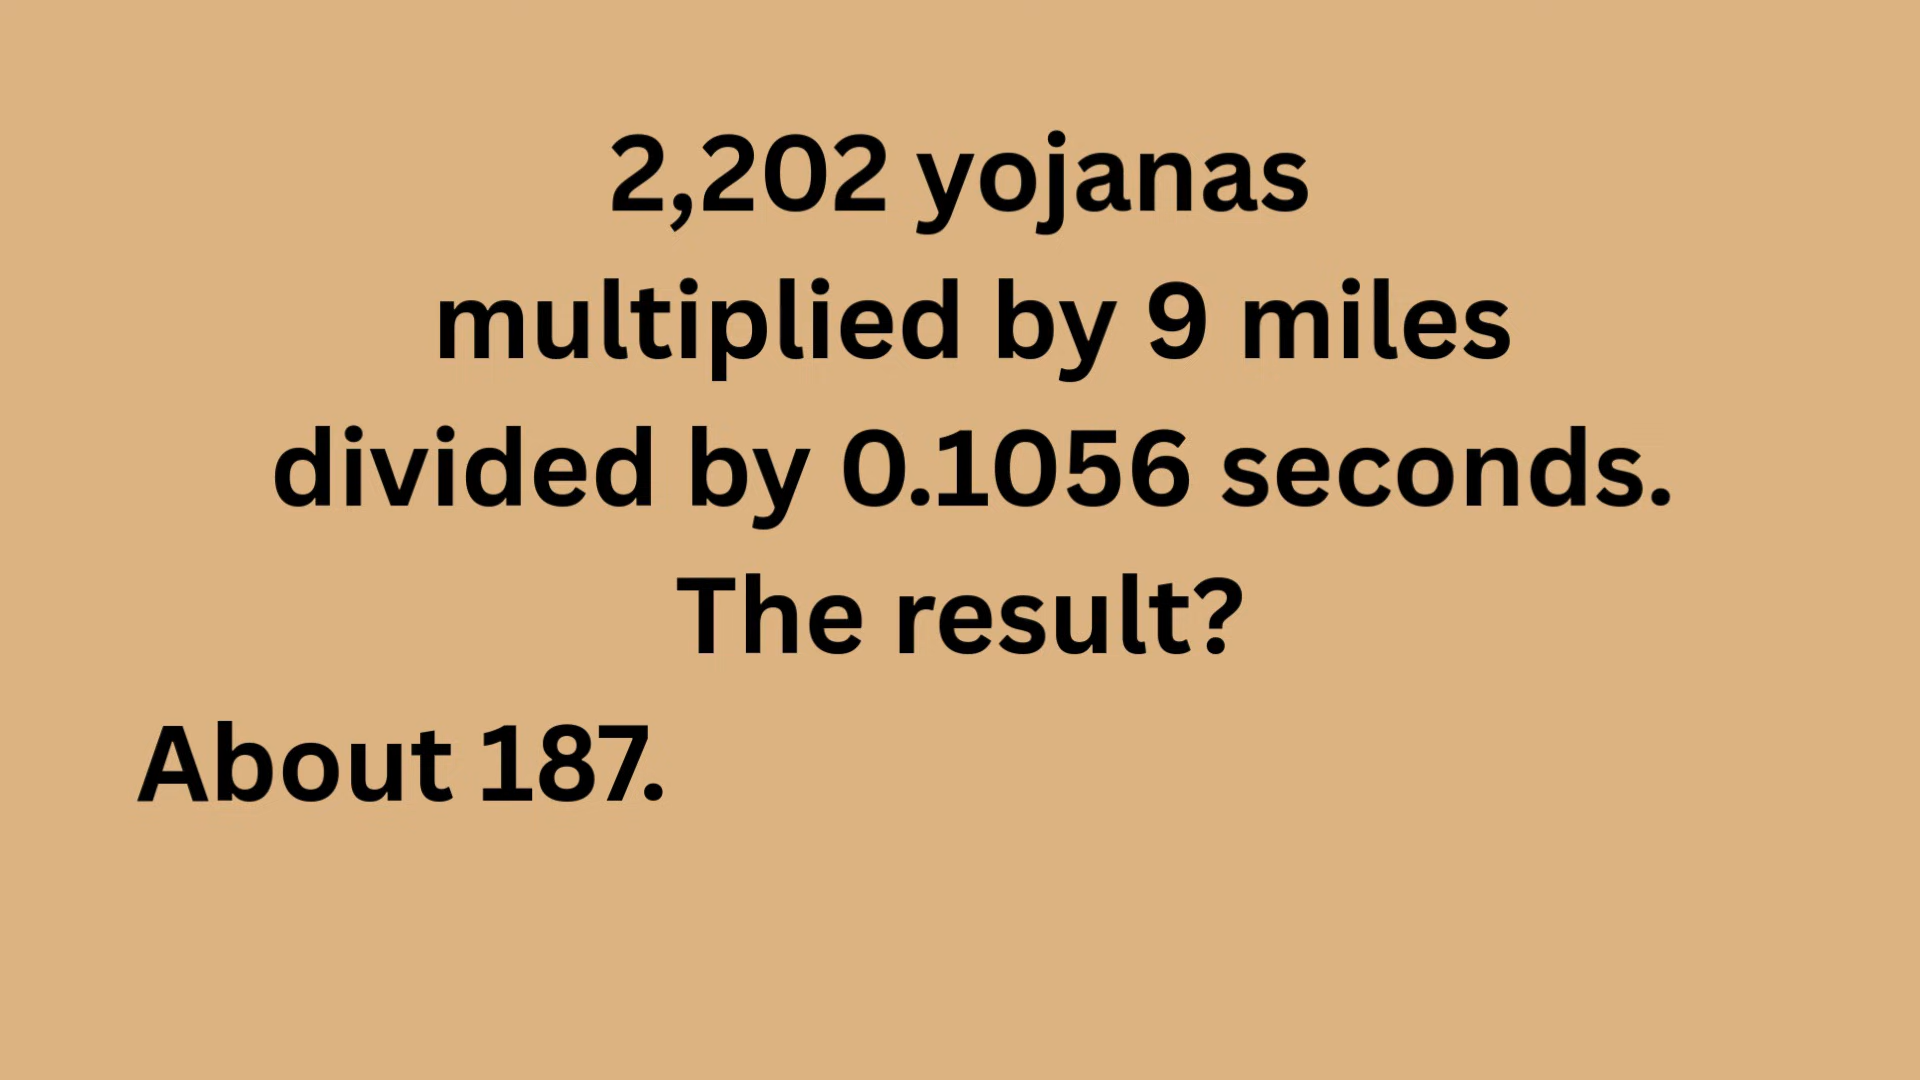 2,202 yojanas
multiplied by 9 miles
divided by 0.1056 seconds.
The result?
About 187.